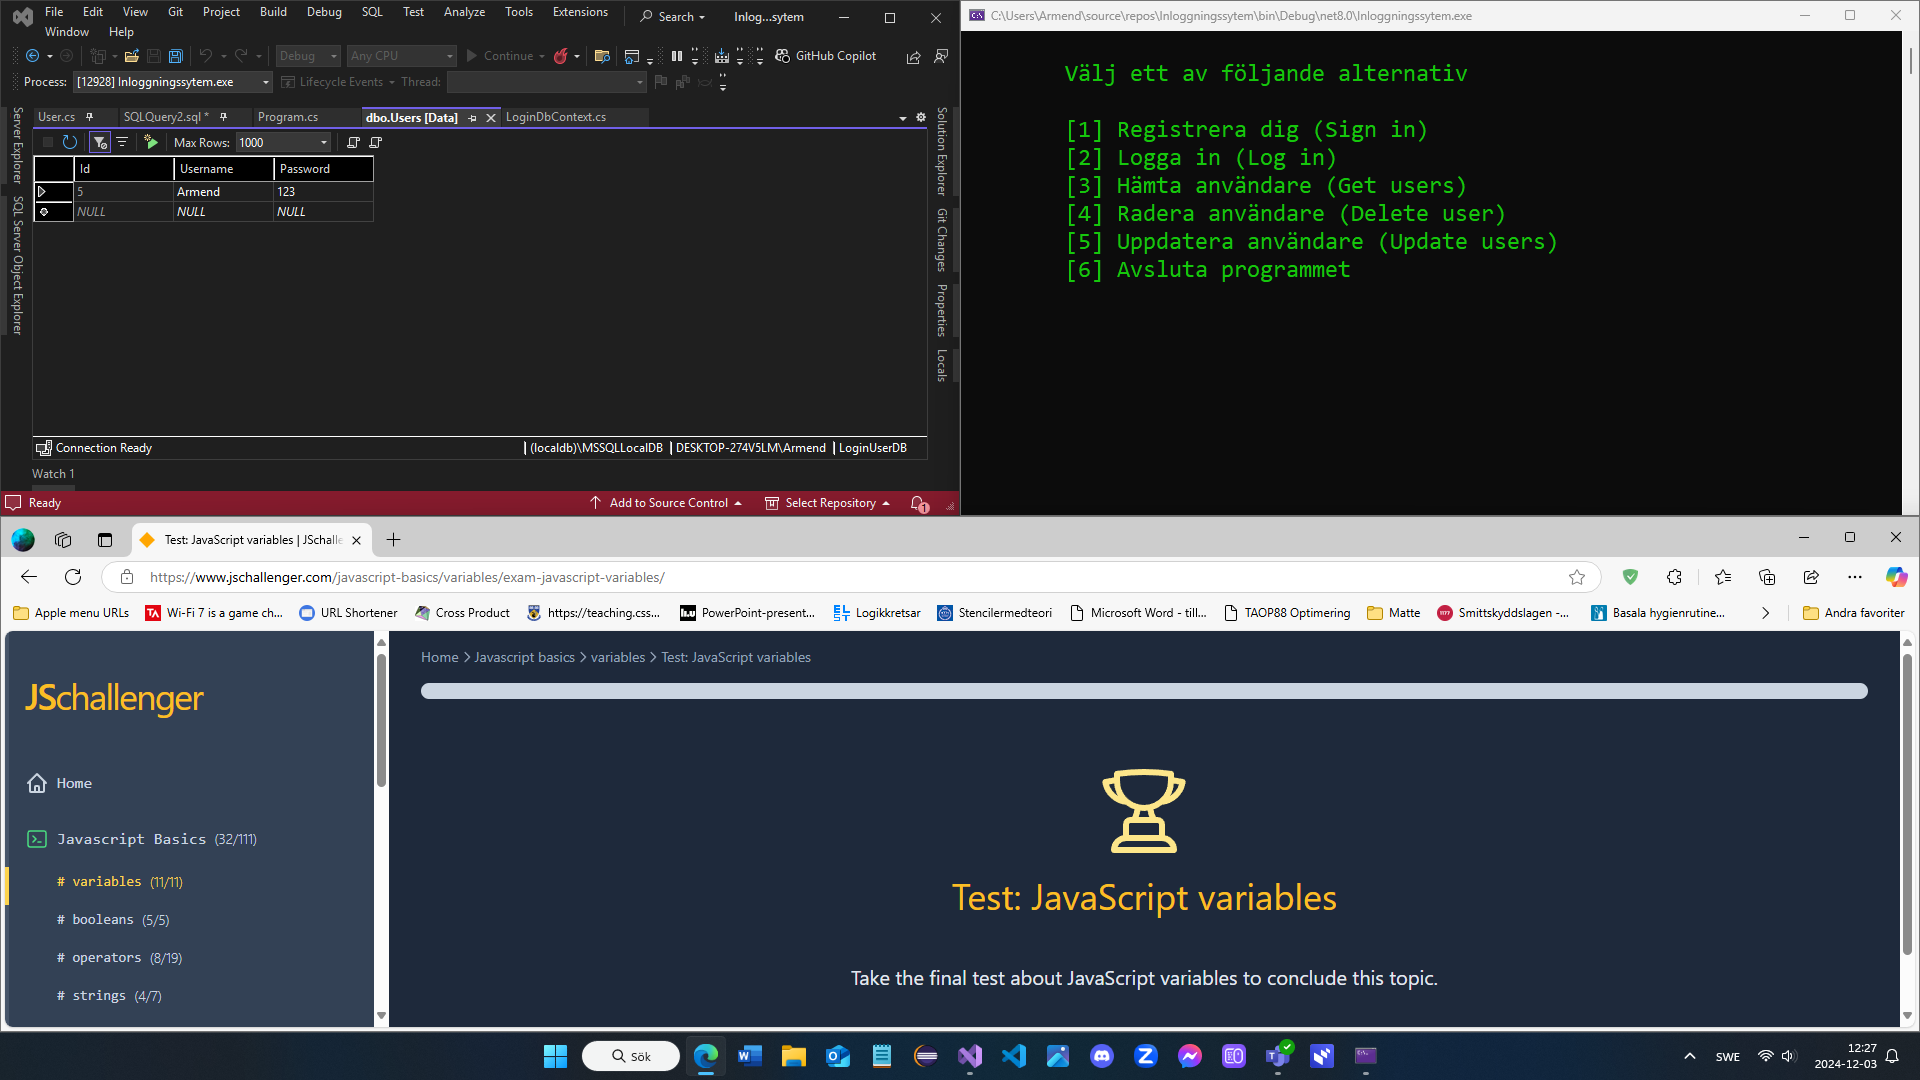 File Edit View Git Project Build Debug SQL Test Analyze Tools Extensions
Window Help
Search
Inlog...sytem
Debug Any CPU Continue GitHub Copilot
Process: [12928] Inloggningssytem.exe Lifecycle Events Thread:
User.cs SQLQuery2.sql * Program.cs dbo.Users [Data] LoginDbContext.cs
Max Rows: 1000
Id Username Password
5 Armend 123
NULL NULL NULL
Server Explorer
SQL Server Object Explorer
Solution Explorer
Git Changes
Properties
Locals
Connection Ready (localdb)\MSSQLLocalDB DESKTOP-274V5LM\Armend LoginUserDB
Watch 1
Ready Add to Source Control Select Repository 1
C:\Users\Armend\source\repos\Inloggningssytem\bin\Debug\net8.0\Inloggningssytem.exe
Välj ett av följande alternativ
[1] Registrera dig (Sign in)
[2] Logga in (Log in)
[3] Hämta användare (Get users)
[4] Radera användare (Delete user)
[5] Uppdatera användare (Update users)
[6] Avsluta programmet
Test: JavaScript variables | JSchalle
https://www.jschallenger.com/javascript-basics/variables/exam-javascript-variables/
Apple menu URLs Wi-Fi 7 is a game ch... URL Shortener Cross Product https://teaching.css... PowerPoint-present... Logikkretsar Stencilermedteori Microsoft Word - till... TAOP88 Optimering Matte Smittskyddslagen -... Basala hygienrutine... Andra favoriter
JSchallenger
Home
Javascript Basics (32/111)
# variables (11/11)
# booleans (5/5)
# operators (8/19)
# strings (4/7)
Home > Javascript basics > variables > Test: JavaScript variables
Test: JavaScript variables
Take the final test about JavaScript variables to conclude this topic.
Sök
SWE
12:27
2024-12-03